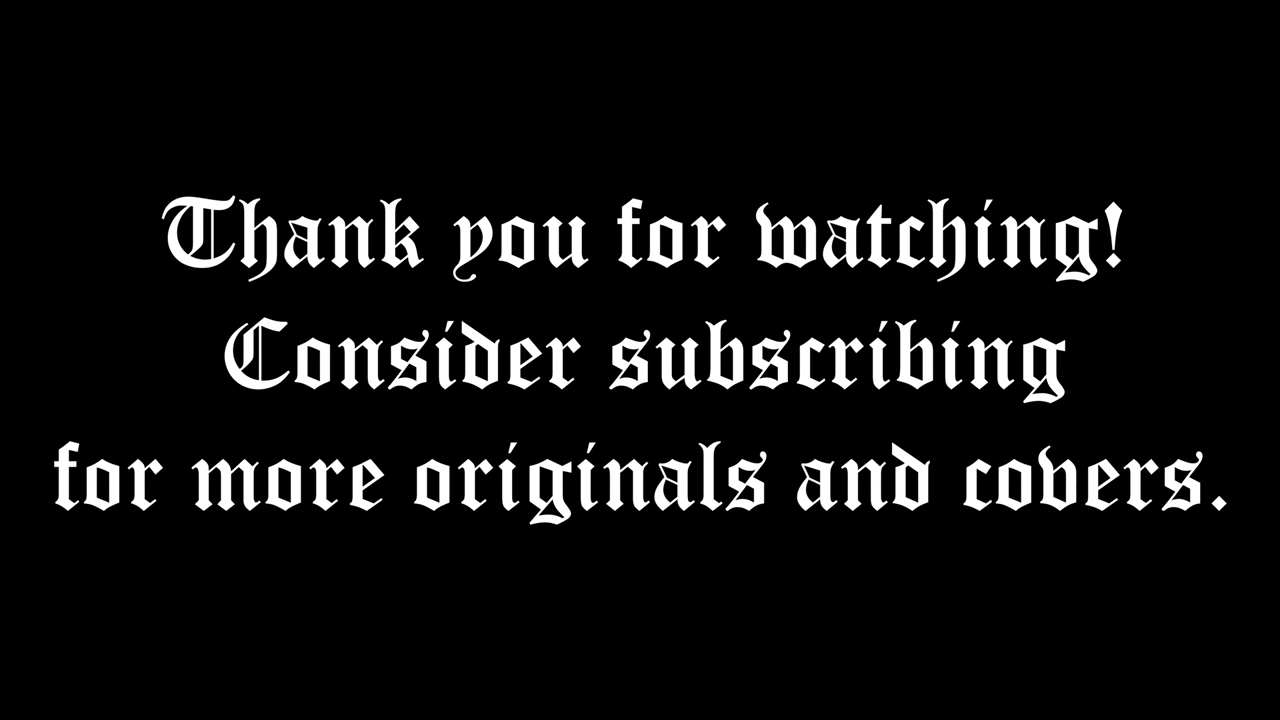 Thank you for watching!
Consider subscribing
for more originals and covers.